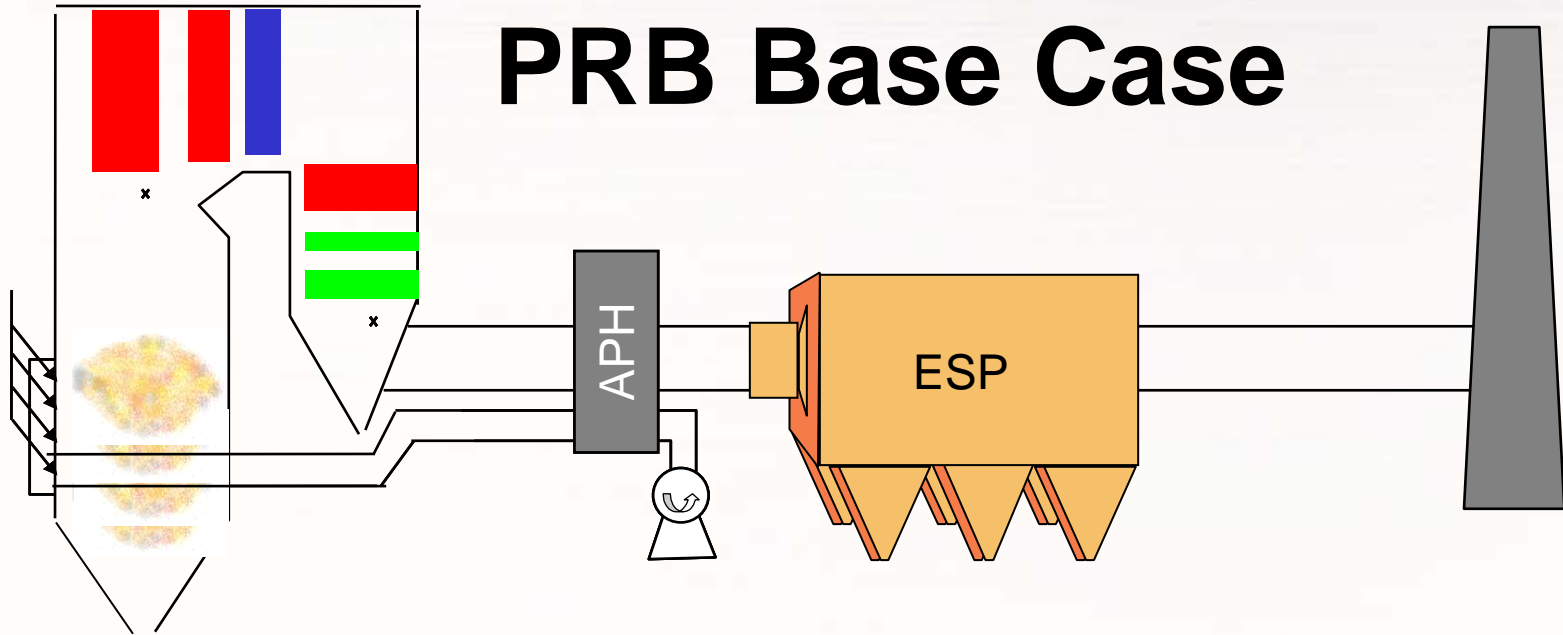 PRB Base Case
x
x
APH
ESP